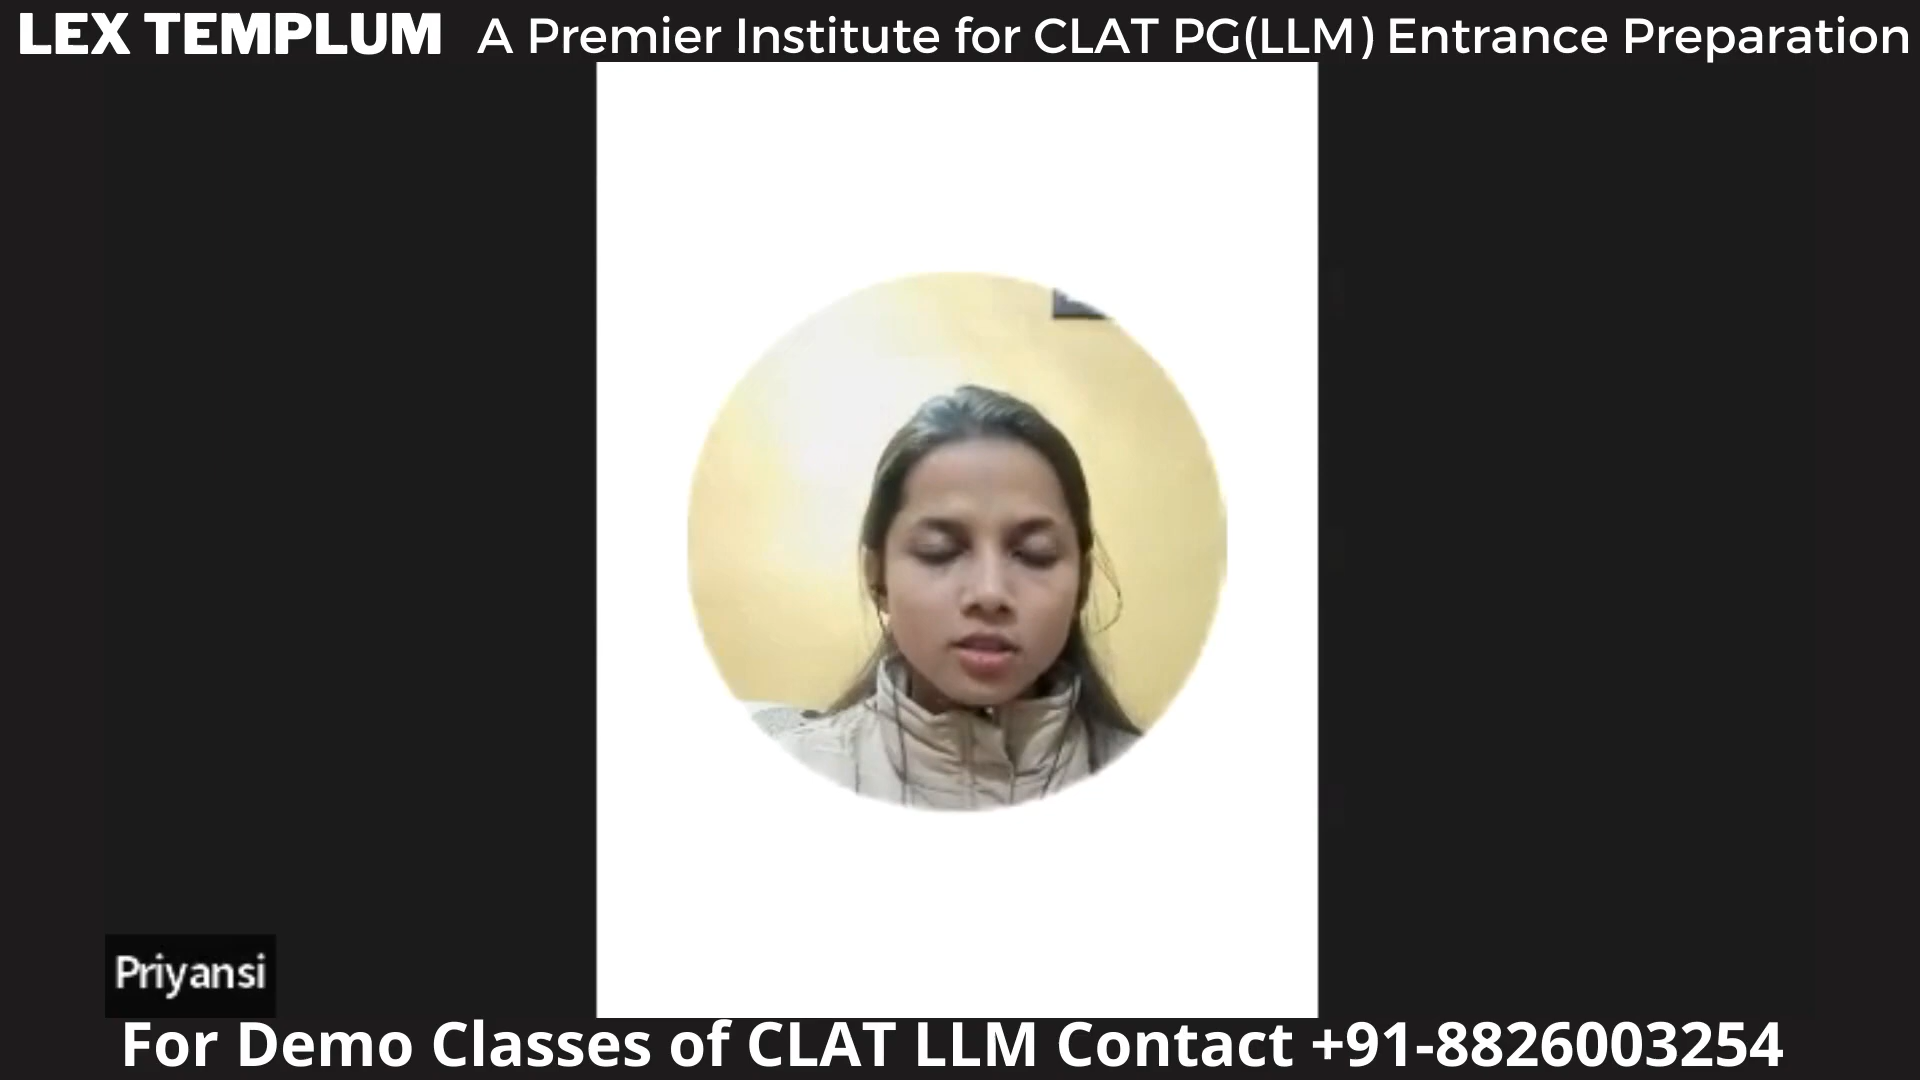 LEX TEMPLUM A Premier Institute for CLAT PG(LLM) Entrance Preparation
Priyansi
For Demo Classes of CLAT LLM Contact +91-8826003254